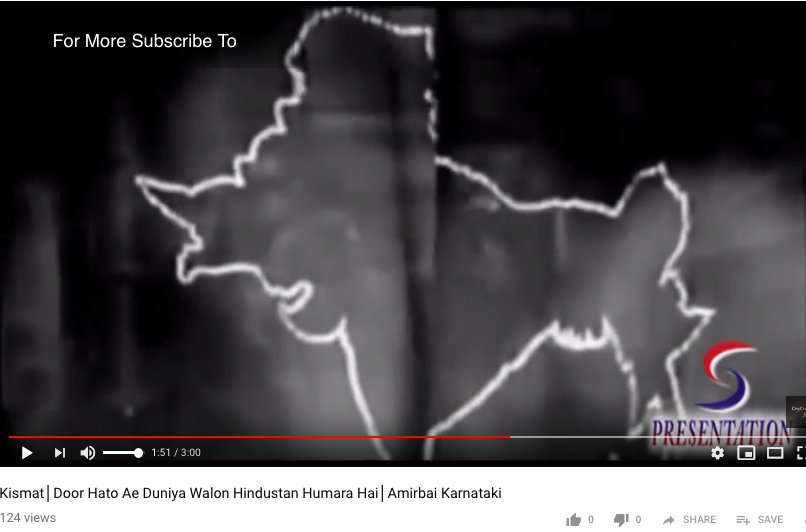 For More Subscribe To
PRESENTATION
1:51 / 3:00
Kismat│Door Hato Ae Duniya Walon Hindustan Humara Hai│Amirbai Karnataki
124 views
0
0
SHARE
SAVE